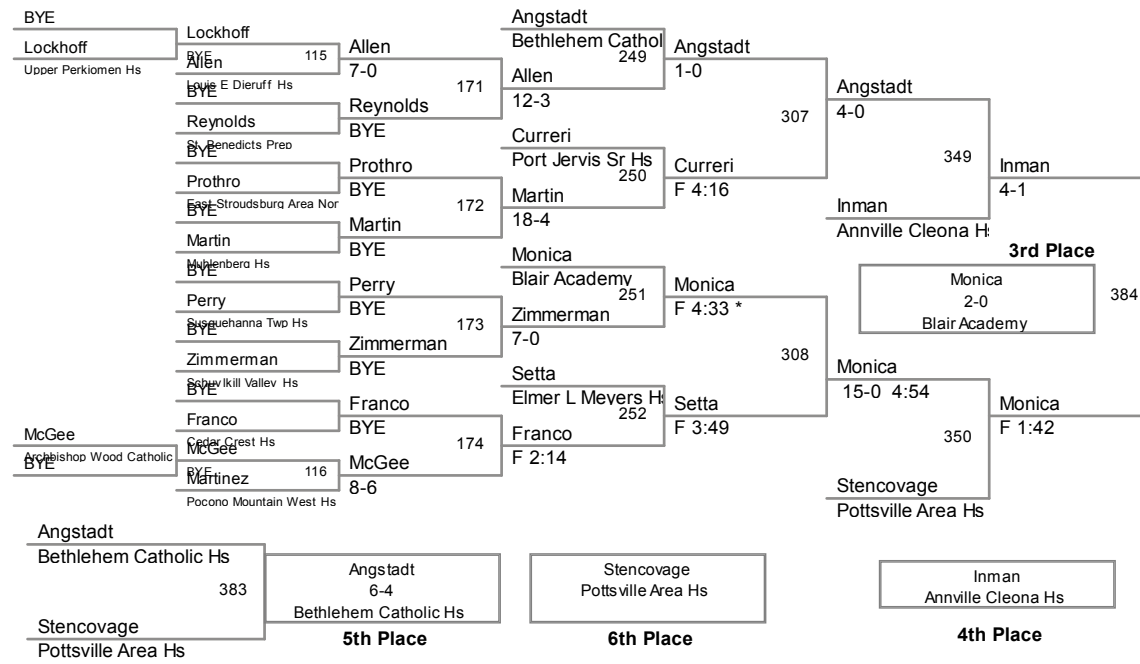 BYE
Lockhoff
Upper Perkiomen Hs
Lockhoff
BYE
115
Allen
Louis E Dieruff Hs
BYE
Reynolds
St. Benedicts Prep
BYE
Prothro
East Stroudsburg Area Nor
BYE
Martin
Muhlenberg Hs
BYE
Perry
Susquehanna Twp Hs
BYE
Zimmerman
Schuylkill Valley Hs
BYE
Franco
Cedar Crest Hs
McGee
Archbishop Wood Catholic
BYE
McGee
BYE
116
Martinez
Pocono Mountain West Hs
Allen
7-0
171
Reynolds
BYE
Prothro
BYE
172
Martin
BYE
Perry
BYE
173
Zimmerman
BYE
Franco
BYE
174
McGee
8-6
Angstadt
Bethlehem Cathol
249
Allen
12-3
Curreri
Port Jervis Sr Hs
250
Martin
18-4
Monica
Blair Academy
251
Zimmerman
7-0
Setta
Elmer L Meyers Hs
252
Franco
F 2:14
Angstadt
1-0
307
Curreri
F 4:16
Monica
F 4:33 *
308
Setta
F 3:49
Angstadt
4-0
349
Inman
Annville Cleona Hs
Monica
15-0 4:54
350
Stencovage
Pottsville Area Hs
Inman
4-1
3rd Place
Monica
2-0
Blair Academy
384
Monica
F 1:42
Angstadt
Bethlehem Catholic Hs
383
Stencovage
Pottsville Area Hs
Angstadt
6-4
Bethlehem Catholic Hs
5th Place
Stencovage
Pottsville Area Hs
6th Place
Inman
Annville Cleona Hs
4th Place